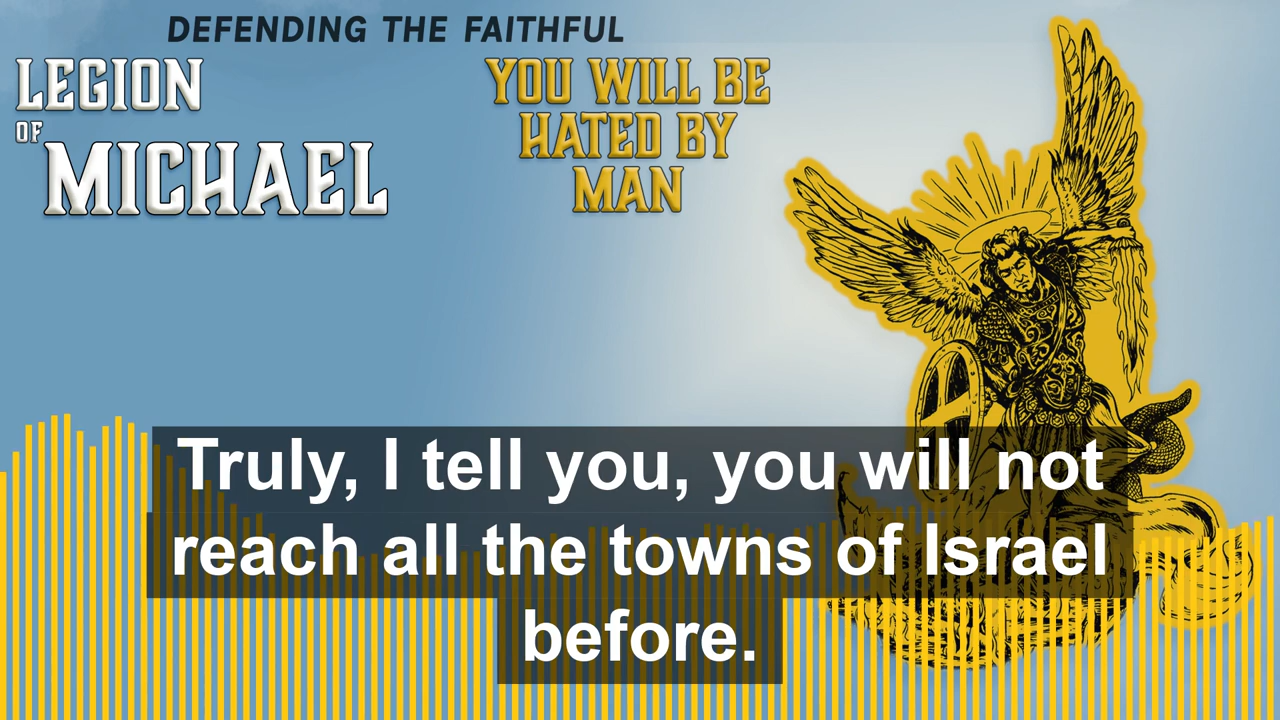 DEFENDING THE FAITHFUL
LEGION
OF
MICHAEL
YOU WILL BE
HATED BY
MAN
Truly, I tell you, you will not
reach all the towns of Israel
before.